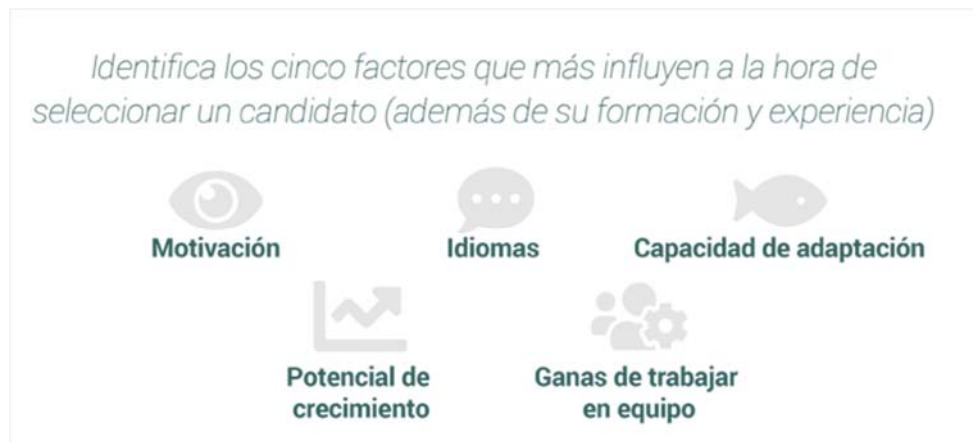 Identifica los cinco factores que más influyen a la hora de
seleccionar un candidato (además de su formación y experiencia)
Motivación
Idiomas
Capacidad de adaptación
Potencial de
crecimiento
Ganas de trabajar
en equipo